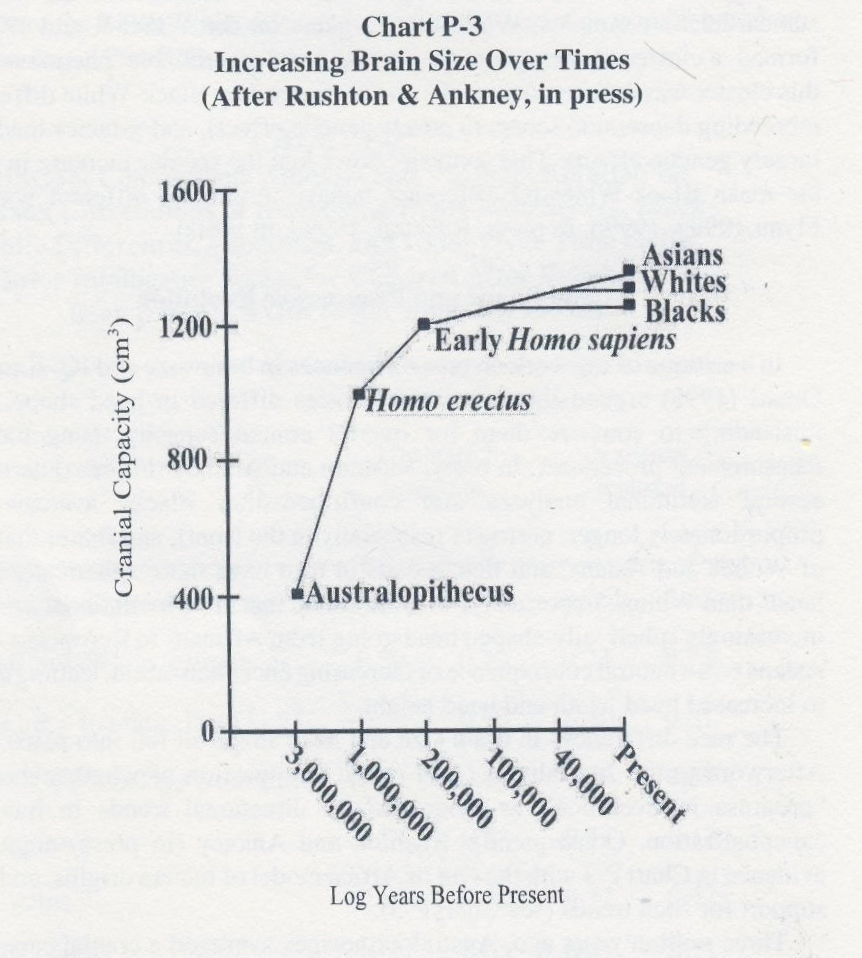 Chart P-3
Increasing Brain Size Over Times
(After Rushton & Ankney, in press)
1600
1200
800
400
0
Cranial Capacity (cm³)
Asians
Whites
Blacks
Early Homo sapiens
Homo erectus
Australopithecus
3,000,000
1,000,000
200,000
100,000
40,000
Present
Log Years Before Present